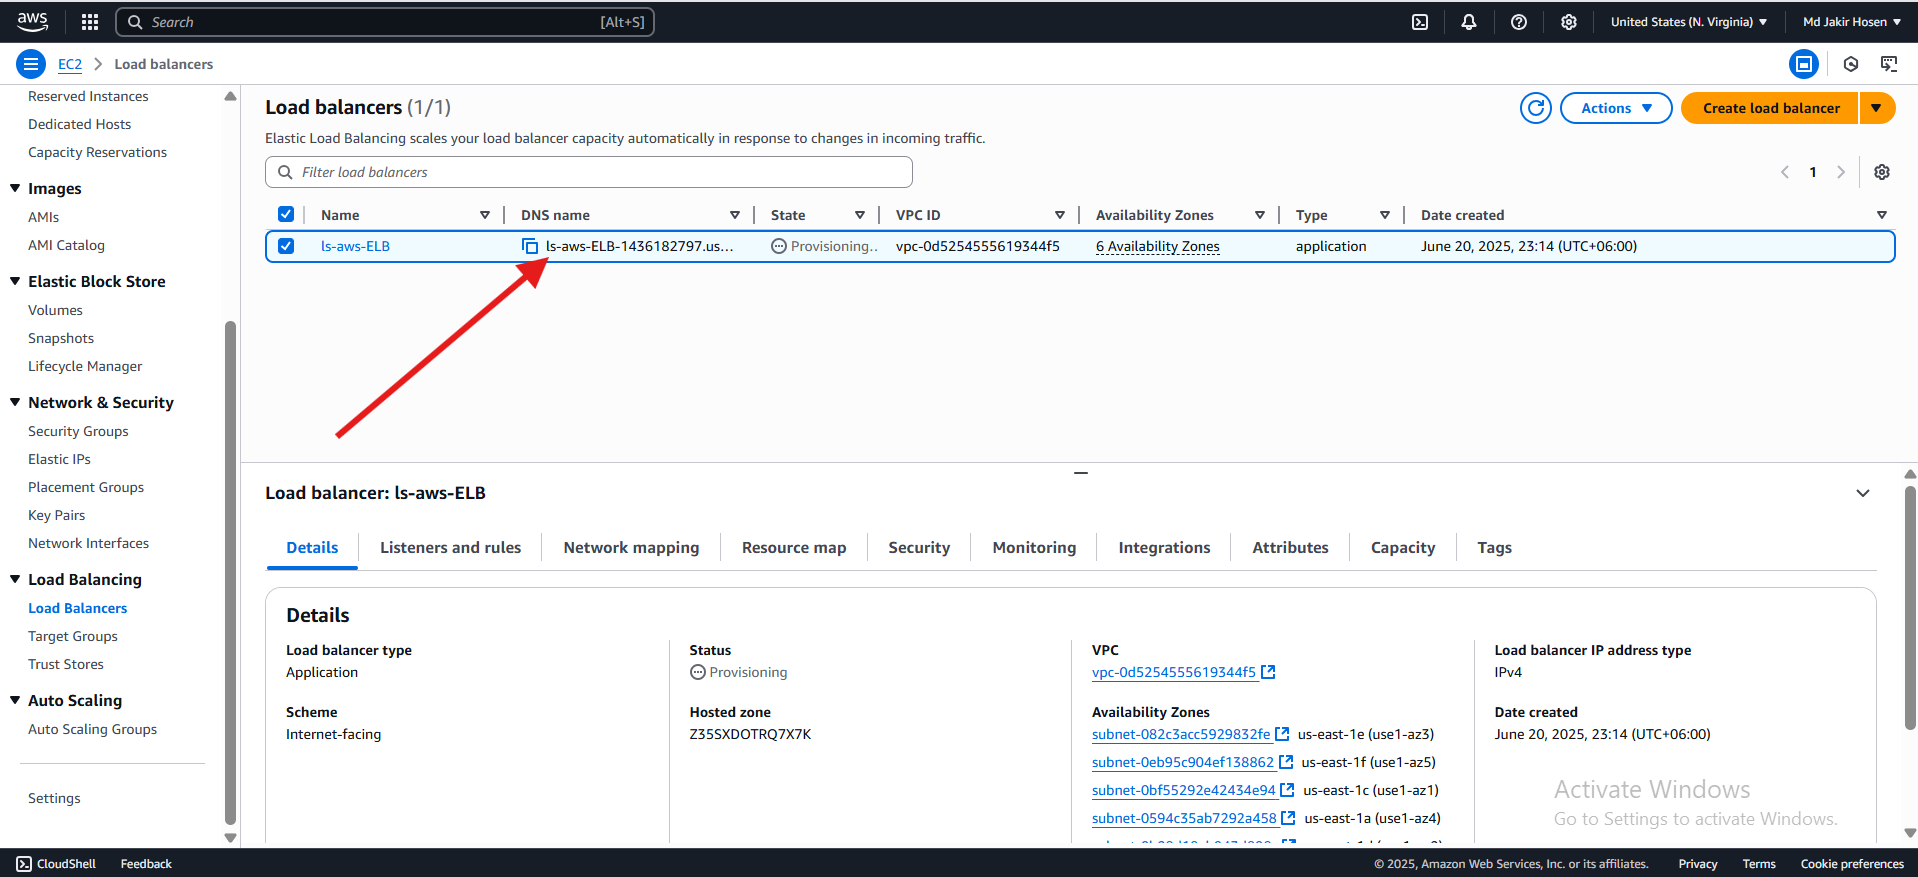 aws
Search [Alt+S]
United States (N. Virginia)
Md Jakir Hosen
EC2
Load balancers
Reserved Instances
Dedicated Hosts
Capacity Reservations
Images
AMIs
AMI Catalog
Elastic Block Store
Volumes
Snapshots
Lifecycle Manager
Network & Security
Security Groups
Elastic IPs
Placement Groups
Key Pairs
Network Interfaces
Load Balancing
Load Balancers
Target Groups
Trust Stores
Auto Scaling
Auto Scaling Groups
Settings
Load balancers (1/1)
Actions
Create load balancer
Elastic Load Balancing scales your load balancer capacity automatically in response to changes in incoming traffic.
Filter load balancers
1
Name DNS name State VPC ID Availability Zones Type Date created
ls-aws-ELB ls-aws-ELB-1436182797.us... Provisioning.. vpc-0d5254555619344f5 6 Availability Zones application June 20, 2025, 23:14 (UTC+06:00)
Load balancer: ls-aws-ELB
Details Listeners and rules Network mapping Resource map Security Monitoring Integrations Attributes Capacity Tags
Details
Load balancer type
Application
Scheme
Internet-facing
Status
Provisioning
Hosted zone
Z35SXDOTRQ7X7K
VPC
vpc-0d5254555619344f5
Availability Zones
subnet-082c3acc5929832fe us-east-1e (use1-az3)
subnet-0eb95c904ef138862 us-east-1f (use1-az5)
subnet-0bf55292e42434e94 us-east-1c (use1-az1)
subnet-0594c35ab7292a458 us-east-1a (use1-az4)
Load balancer IP address type
IPv4
Date created
June 20, 2025, 23:14 (UTC+06:00)
Activate Windows
Go to Settings to activate Windows.
CloudShell Feedback
© 2025, Amazon Web Services, Inc. or its affiliates. Privacy Terms Cookie preferences